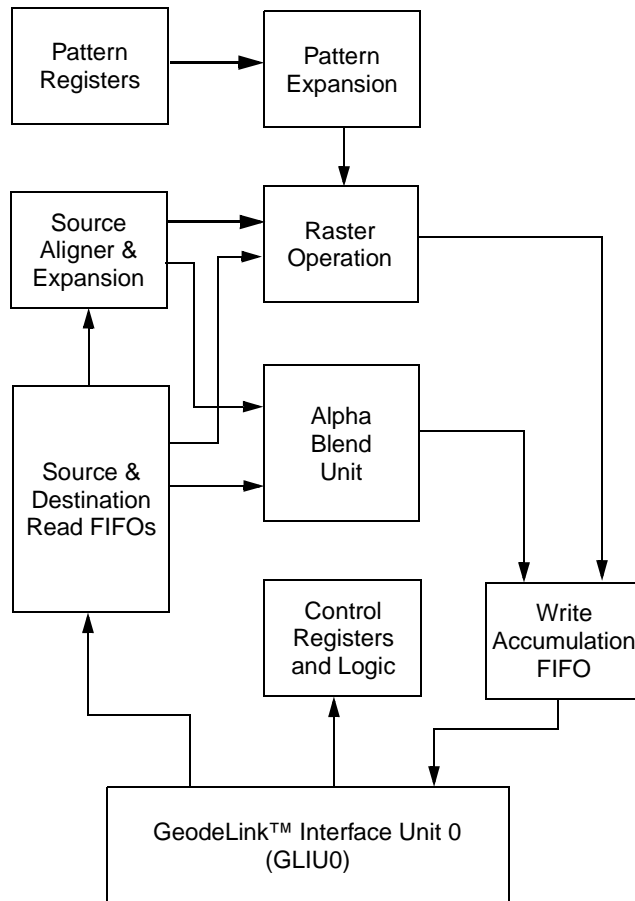 Pattern
Registers
Pattern
Expansion
Source
Aligner &
Expansion
Raster
Operation
Source &
Destination
Read FIFOs
Alpha
Blend
Unit
Control
Registers
and Logic
Write
Accumulation
FIFO
GeodeLink™ Interface Unit 0
(GLIU0)